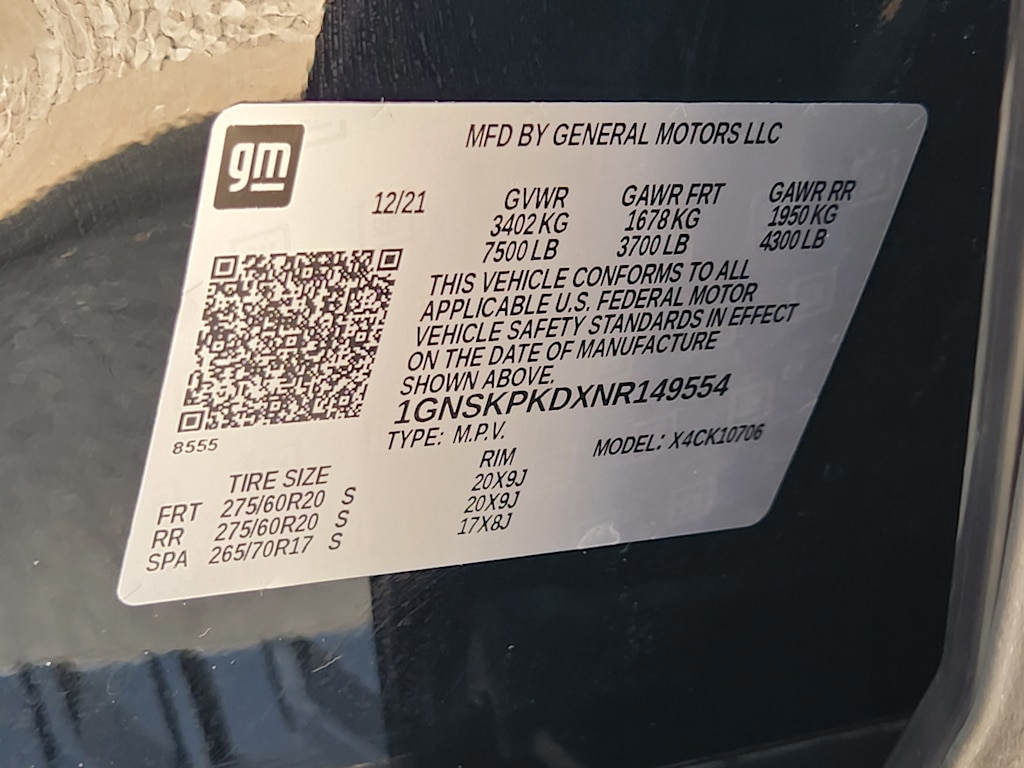 gm
MFD BY GENERAL MOTORS LLC
12/21 GVWR GAWR FRT GAWR RR
3402 KG 1678 KG 1950 KG
7500 LB 3700 LB 4300 LB
THIS VEHICLE CONFORMS TO ALL
APPLICABLE U.S. FEDERAL MOTOR
VEHICLE SAFETY STANDARDS IN EFFECT
ON THE DATE OF MANUFACTURE
SHOWN ABOVE.
1GNSKPKDXNR149554
8555
TYPE: M.P.V. MODEL: X4CK10706
TIRE SIZE RIM
FRT 275/60R20 S 20X9J
RR 275/60R20 S 20X9J
SPA 265/70R17 S 17X8J